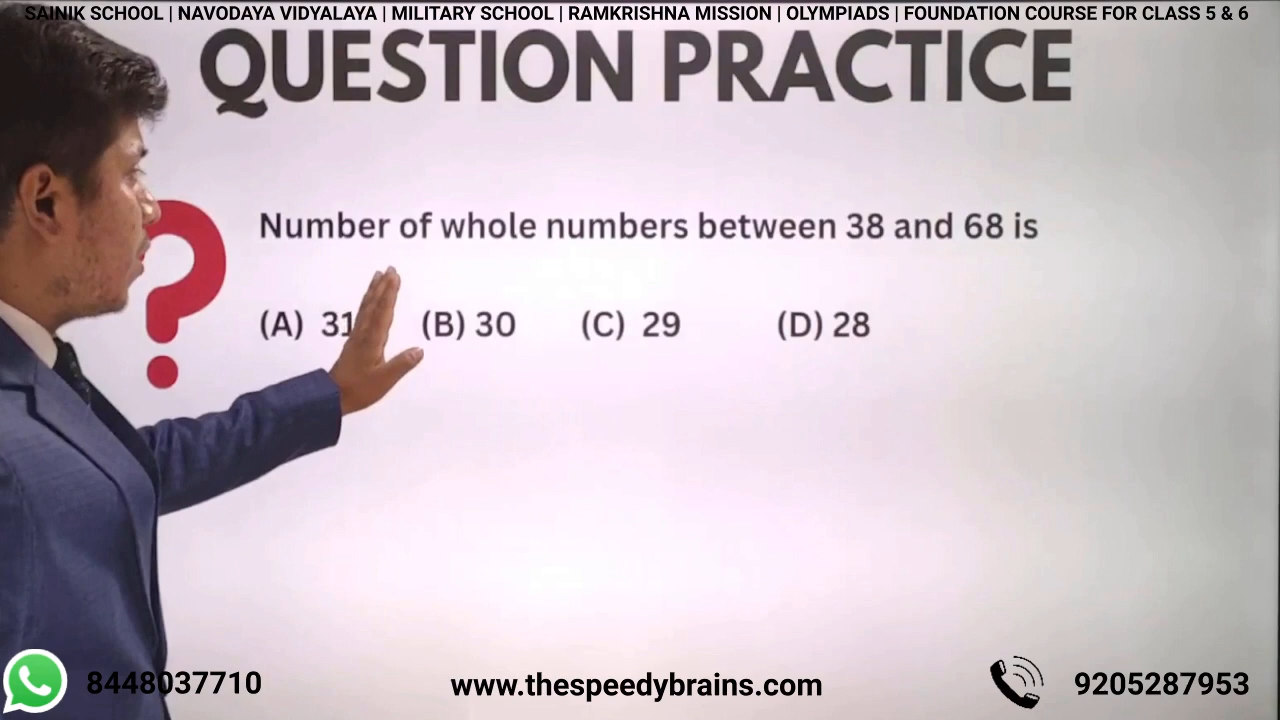 SAINIK SCHOOL | NAVODAYA VIDYALAYA | MILITARY SCHOOL | RAMKRISHNA MISSION | OLYMPIADS | FOUNDATION COURSE FOR CLASS 5 & 6
QUESTION PRACTICE
?
Number of whole numbers between 38 and 68 is
(A) 31 (B) 30 (C) 29 (D) 28
8448037710 www.thespeedybrains.com 9205287953